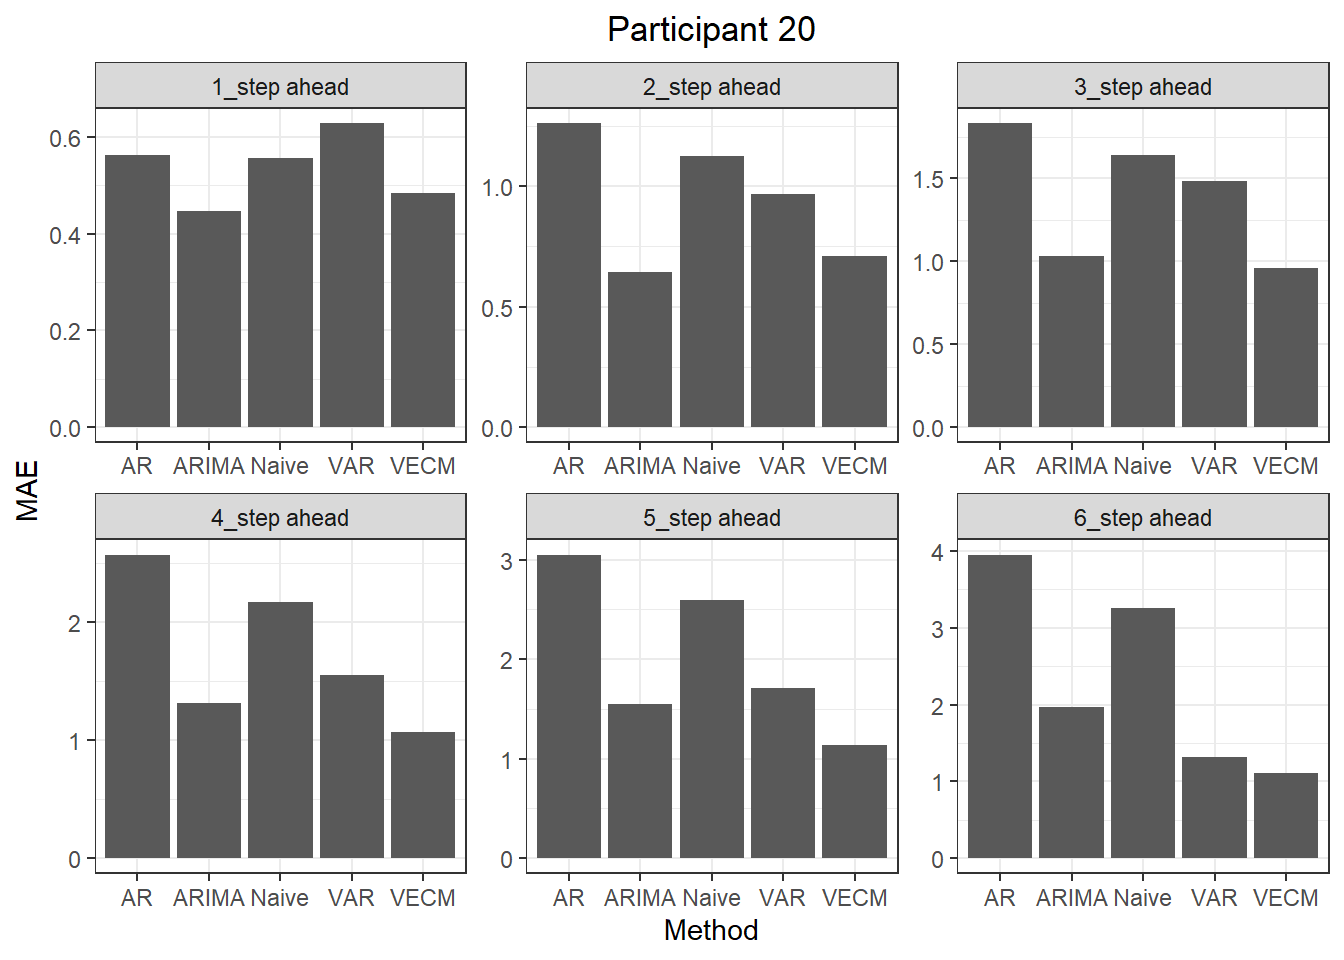 Participant 20
1_step ahead
2_step ahead
3_step ahead
0.6
0.4
0.2
0.0
1.0
0.5
0.0
1.5
1.0
0.5
0.0
AR ARIMA Naive VAR VECM
AR ARIMA Naive VAR VECM
AR ARIMA Naive VAR VECM
MAE
4_step ahead
5_step ahead
6_step ahead
2
1
0
3
2
1
0
4
3
2
1
0
AR ARIMA Naive VAR VECM
AR ARIMA Naive VAR VECM
AR ARIMA Naive VAR VECM
Method